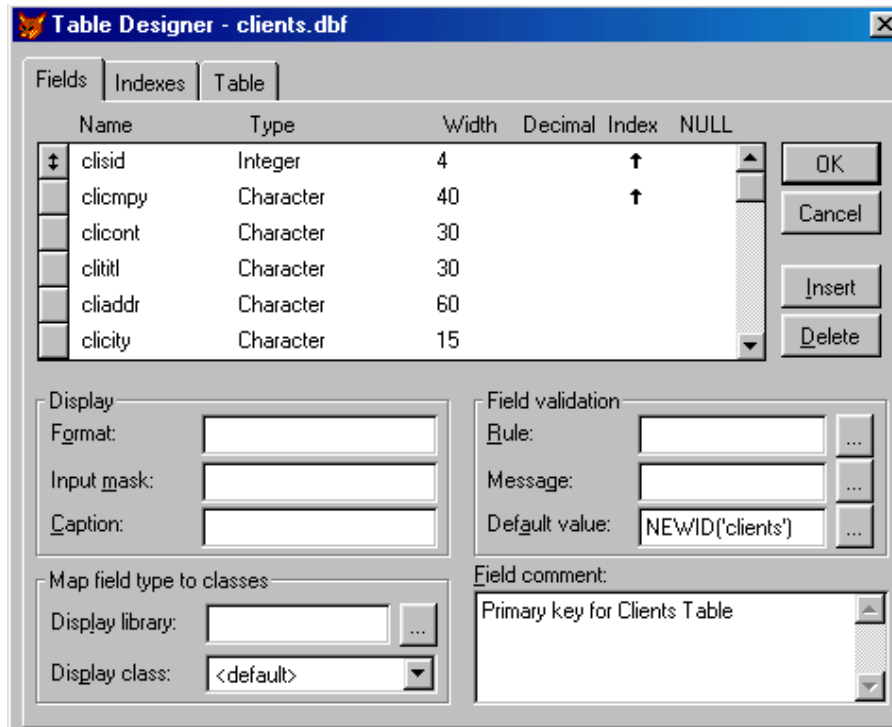 Table Designer - clients.dbf
Fields Indexes Table
Name Type Width Decimal Index NULL
clisid Integer 4
clicmpy Character 40
clicont Character 30
clititl Character 30
cliaddr Character 60
clicity Character 15
OK
Cancel
Insert
Delete
Display
Format:
Input mask:
Caption:
Field validation
Rule:
...
Message:
...
Default value: NEWID('clients')
...
Map field type to classes
Display library:
...
Display class: <default>
Field comment:
Primary key for Clients Table